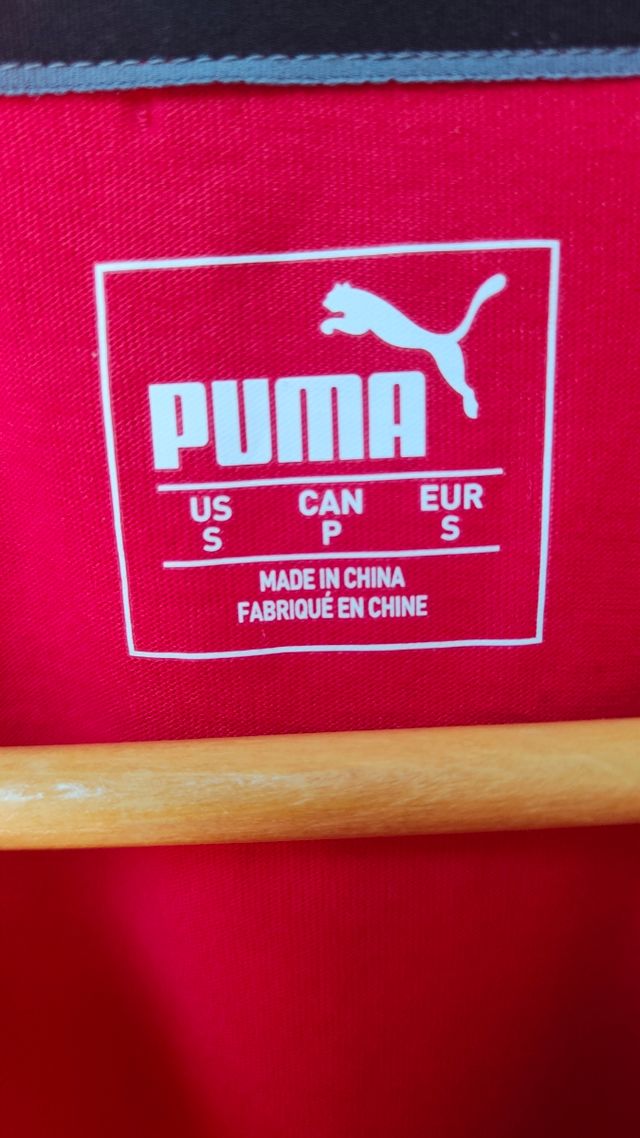 PUMA
US CAN EUR
S P S
MADE IN CHINA
FABRIQUÉ EN CHINE